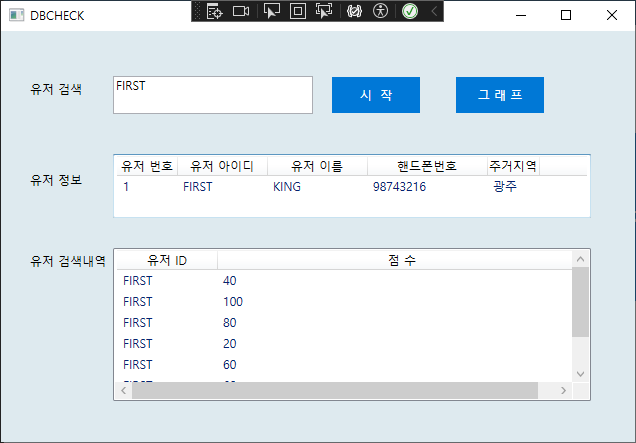 DBCHECK
유저 검색
FIRST
시 작
그 래 프
유저 정보
유저 번호 유저 아이디 유저 이름 핸드폰번호 주거지역
1 FIRST KING 98743216 광주
유저 검색내역
유저 ID 점 수
FIRST 40
FIRST 100
FIRST 80
FIRST 20
FIRST 60